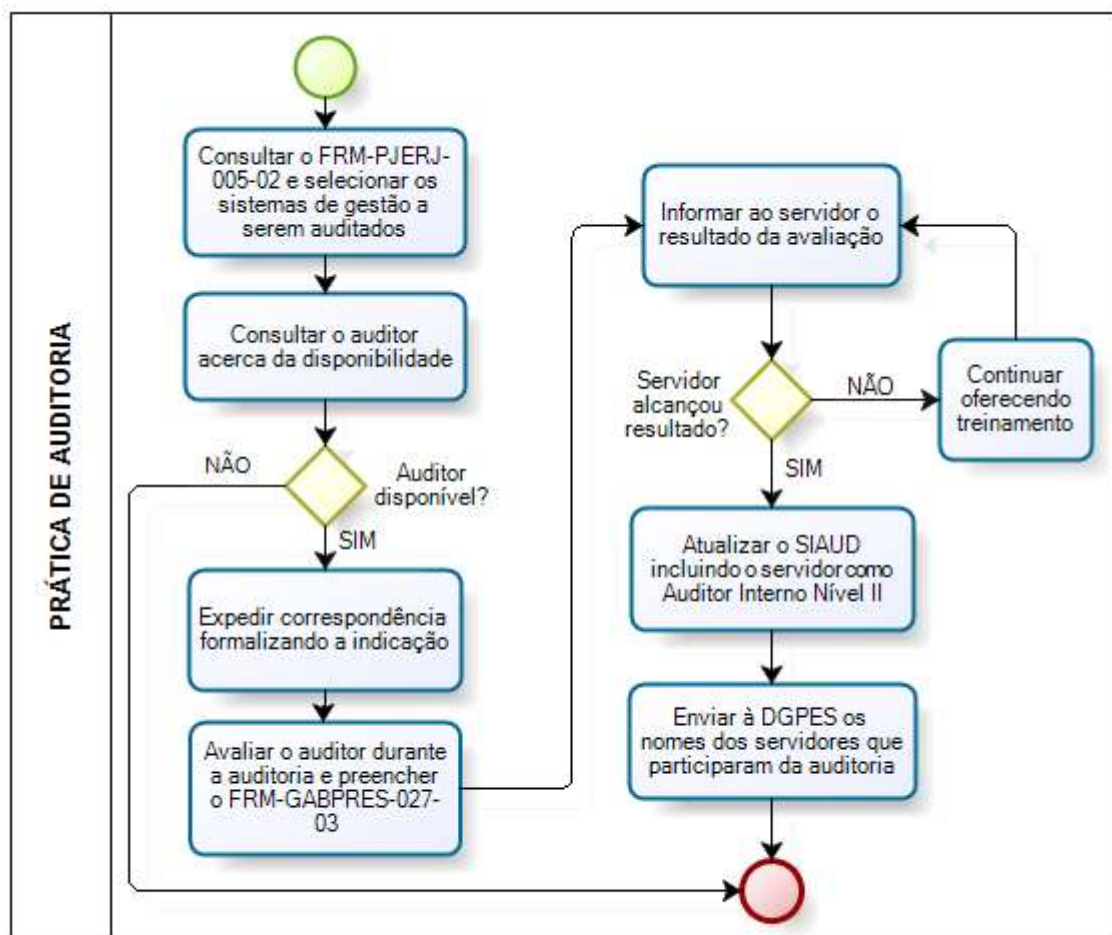 PRÁTICA DE AUDITORIA
Consultar o FRM-PJERJ-
005-02 e selecionar os
sistemas de gestão a
serem auditados
Consultar o auditor
acerca da disponibilidade
NÃO
Auditor
disponível?
SIM
Expedir correspondência
formalizando a indicação
Avaliar o auditor durante
a auditoria e preencher
o FRM-GABPRES-027-
03
Informar ao servidor o
resultado da avaliação
Servidor
alcançou
resultado?
NÃO
Continuar
oferecendo
treinamento
SIM
Atualizar o SIAUD
incluindo o servidor como
Auditor Interno Nível II
Enviar à DGPES os
nomes dos servidores que
participaram da auditoria